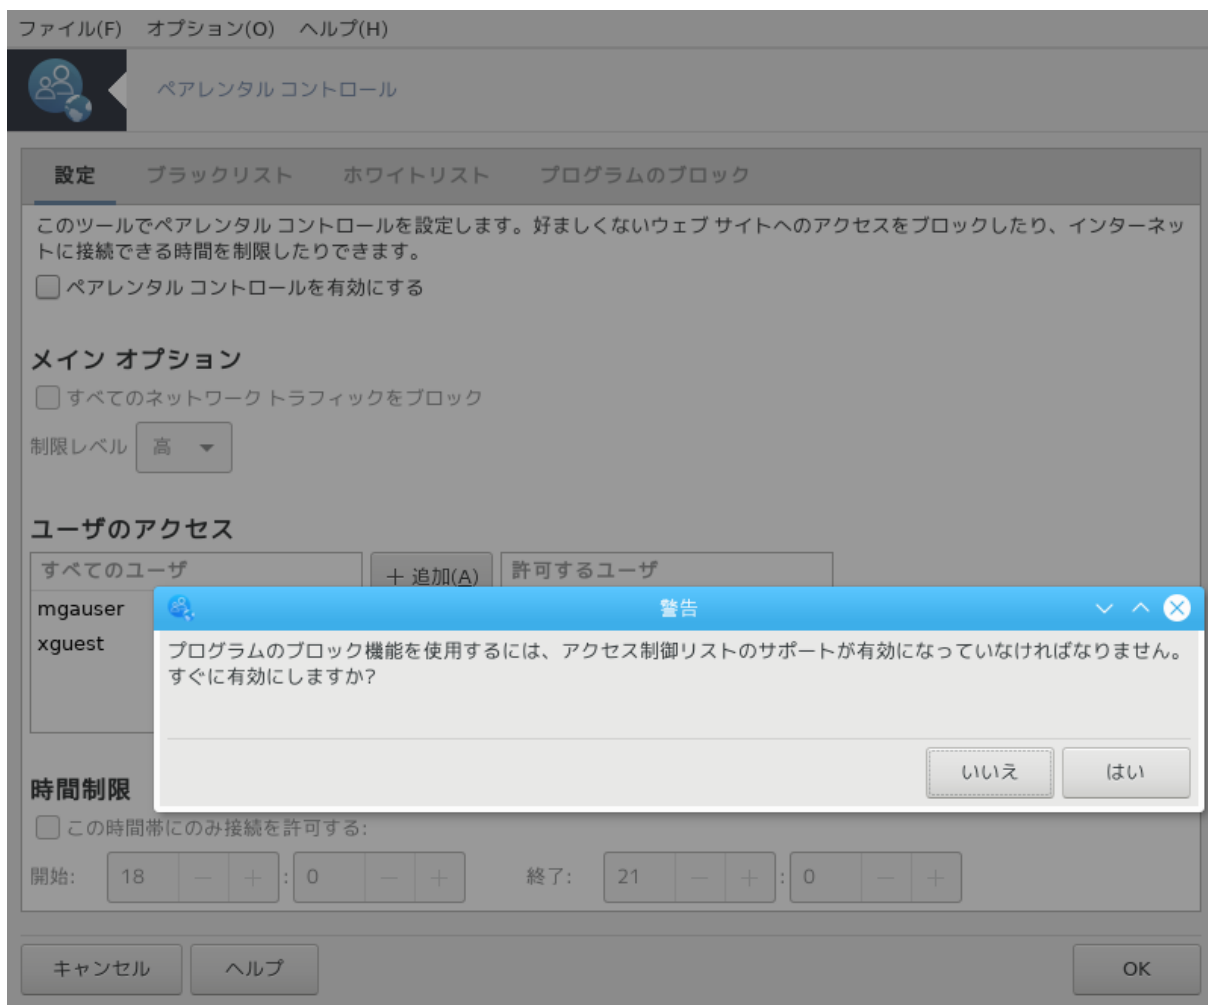 ファイル(F) オプション(O) ヘルプ(H)
ペアレンタル コントロール
設定 ブラックリスト ホワイトリスト プログラムのブロック
このツールでペアレンタル コントロールを設定します。好ましくないウェブ サイトへのアクセスをブロックしたり、インターネッ
トに接続できる時間を制限したりできます。
ペアレンタル コントロールを有効にする
メイン オプション
すべてのネットワーク トラフィックをブロック
制限レベル 高
ユーザのアクセス
すべてのユーザ + 追加(A) 許可するユーザ
mgauser
xguest
警告
プログラムのブロック機能を使用するには、アクセス制御リストのサポートが有効になっていなければなりません。
すぐに有効にしますか?
いいえ はい
時間制限
この時間帯にのみ接続を許可する:
開始: 18 − + : 0 − + 終了: 21 − + : 0 − +
キャンセル ヘルプ OK